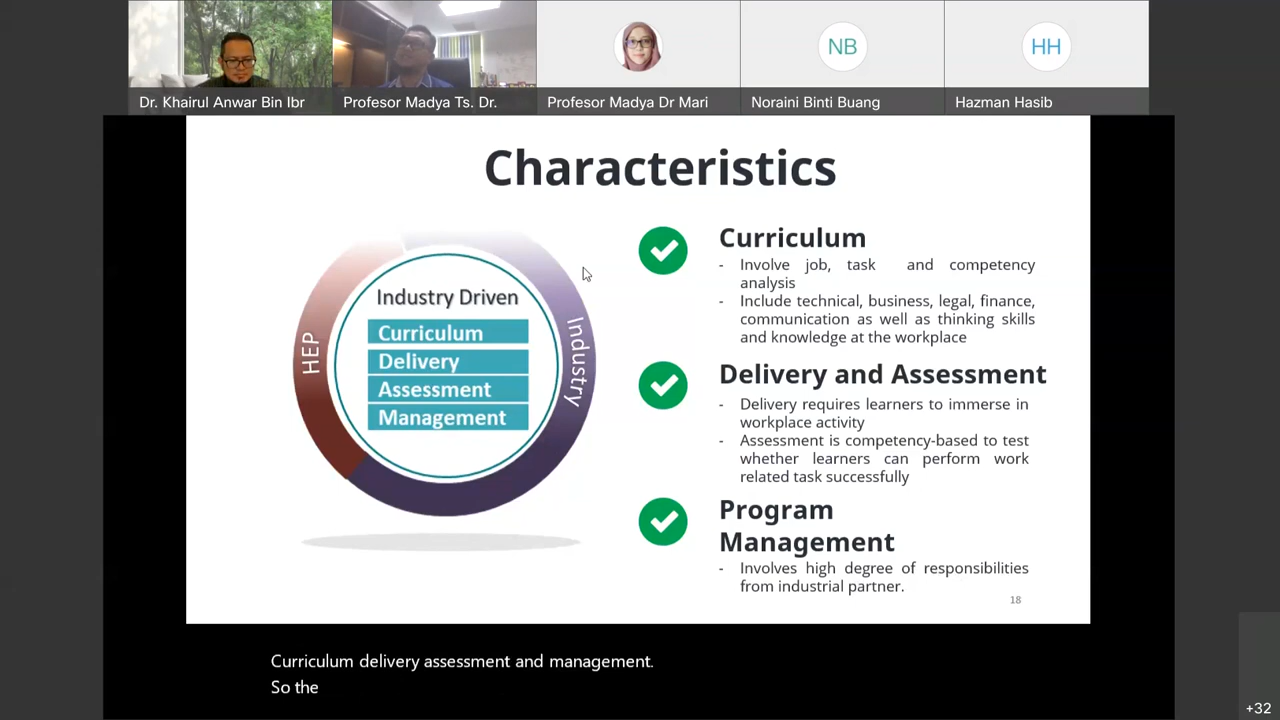 NB
HH
Dr. Khairul Anwar Bin Ibr
Profesor Madya Ts. Dr.
Profesor Madya Dr Mari
Noraini Binti Buang
Hazman Hasib
Characteristics
HEP
Industry
Industry Driven
Curriculum
Delivery
Assessment
Management
Curriculum
- Involve job, task and competency
analysis
- Include technical, business, legal, finance,
communication as well as thinking skills
and knowledge at the workplace
Delivery and Assessment
- Delivery requires learners to immerse in
workplace activity
- Assessment is competency-based to test
whether learners can perform work
related task successfully
Program
Management
- Involves high degree of responsibilities
from industrial partner.
18
Curriculum delivery assessment and management.
So the
+32